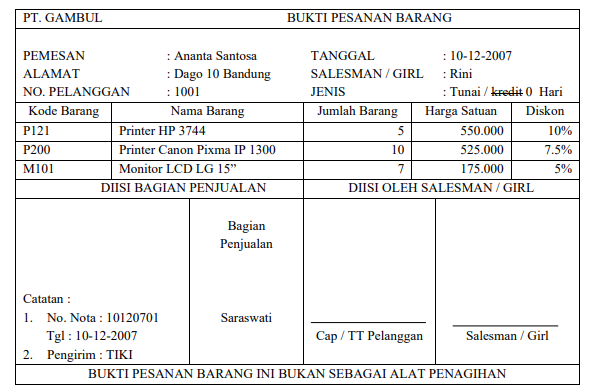 PT. GAMBUL BUKTI PESANAN BARANG
PEMESAN : Ananta Santosa TANGGAL : 10-12-2007
ALAMAT : Dago 10 Bandung SALESMAN / GIRL : Rini
NO. PELANGGAN : 1001 JENIS : Tunai / kredit 0 Hari
Kode Barang Nama Barang Jumlah Barang Harga Satuan Diskon
P121 Printer HP 3744 5 550.000 10%
P200 Printer Canon Pixma IP 1300 10 525.000 7.5%
M101 Monitor LCD LG 15” 7 175.000 5%
DIISI BAGIAN PENJUALAN DIISI OLEH SALESMAN / GIRL
Bagian
Penjualan
Catatan :
1. No. Nota : 10120701 Saraswati
Tgl : 10-12-2007 Cap / TT Pelanggan Salesman / Girl
2. Pengirim : TIKI
BUKTI PESANAN BARANG INI BUKAN SEBAGAI ALAT PENAGIHAN